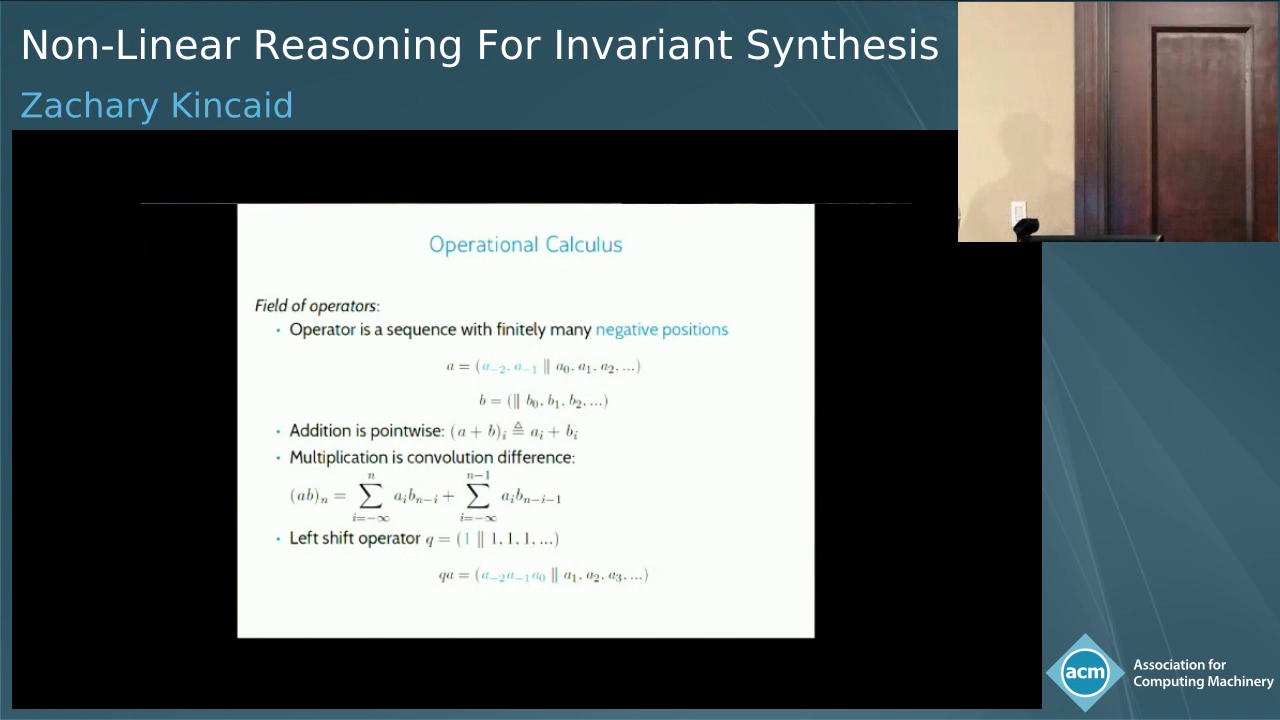 Non-Linear Reasoning For Invariant Synthesis
Zachary Kincaid
Operational Calculus
Field of operators:
• Operator is a sequence with finitely many negative positions
a = (a₋₂, a₋₁ ‖ a₀, a₁, a₂, ...)
b = (‖ b₀, b₁, b₂, ...)
• Addition is pointwise: (a + b)ᵢ ≜ aᵢ + bᵢ
• Multiplication is convolution difference:
(ab)ₙ = ∑_{i=−∞}^{n} aᵢbₙ₋ᵢ + ∑_{i=−∞}^{n−1} aᵢbₙ₋ᵢ₋₁
• Left shift operator q = (1 ‖ 1, 1, 1, ...)
qa = (a₋₂a₋₁a₀ ‖ a₁, a₂, a₃, ...)
acm Association for
Computing Machinery